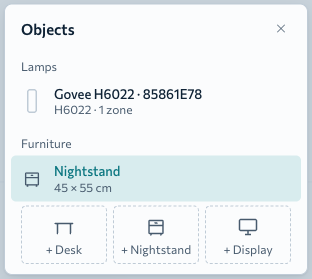 Objects
Lamps
Govee H6022 · 85861E78
H6022 · 1 zone
Furniture
Nightstand
45 × 55 cm
+ Desk
+ Nightstand
+ Display